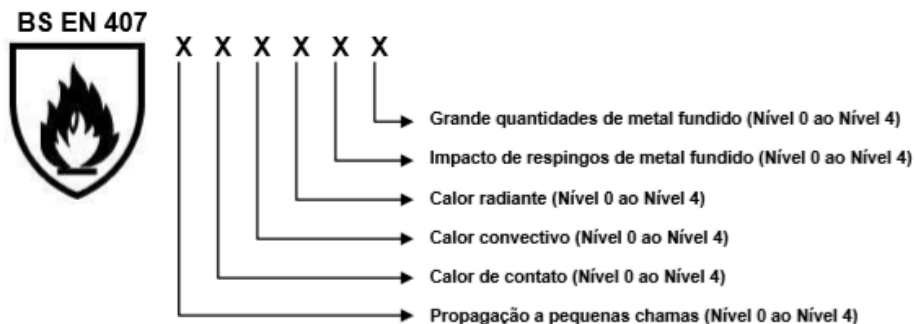 BS EN 407
X X X X X X
Grande quantidades de metal fundido (Nível 0 ao Nível 4)
Impacto de respingos de metal fundido (Nível 0 ao Nível 4)
Calor radiante (Nível 0 ao Nível 4)
Calor convectivo (Nível 0 ao Nível 4)
Calor de contato (Nível 0 ao Nível 4)
Propagação a pequenas chamas (Nível 0 ao Nível 4)